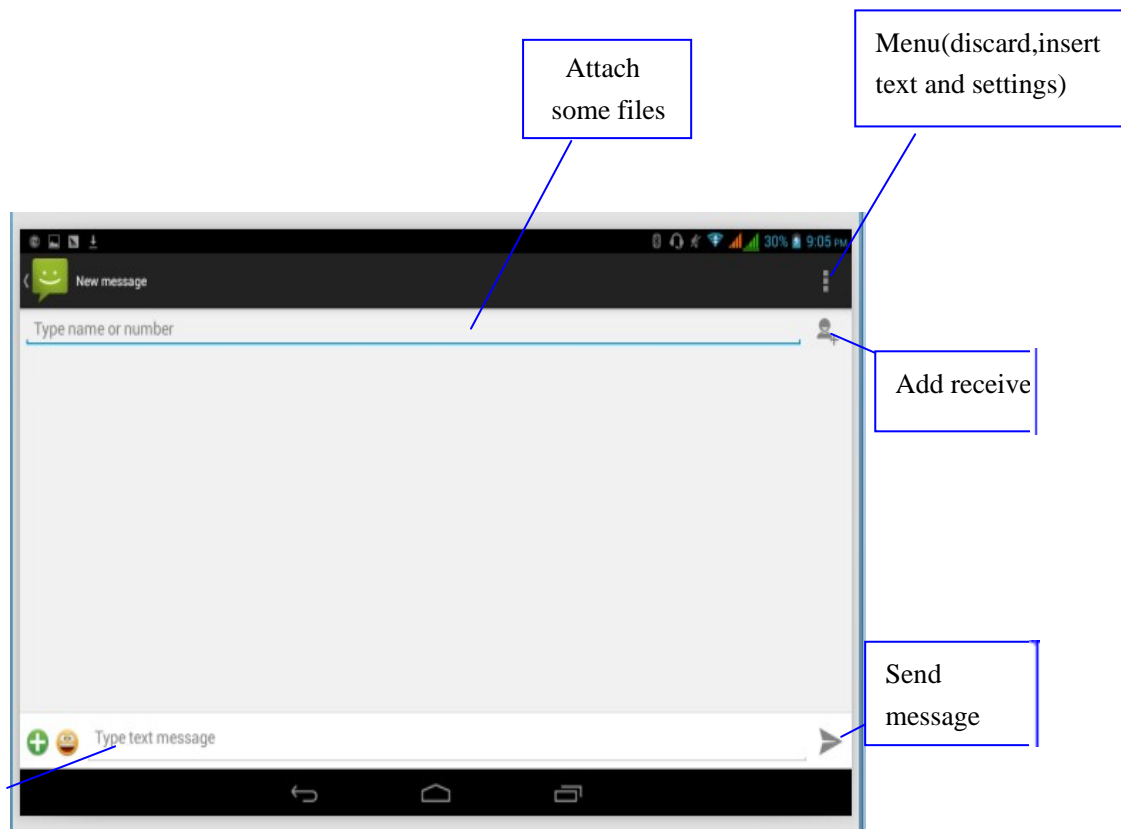 Menu(discard,insert
text and settings)
Attach
some files
30% 9:05 PM
New message
Type name or number
Add receive
Send
message
Type text message